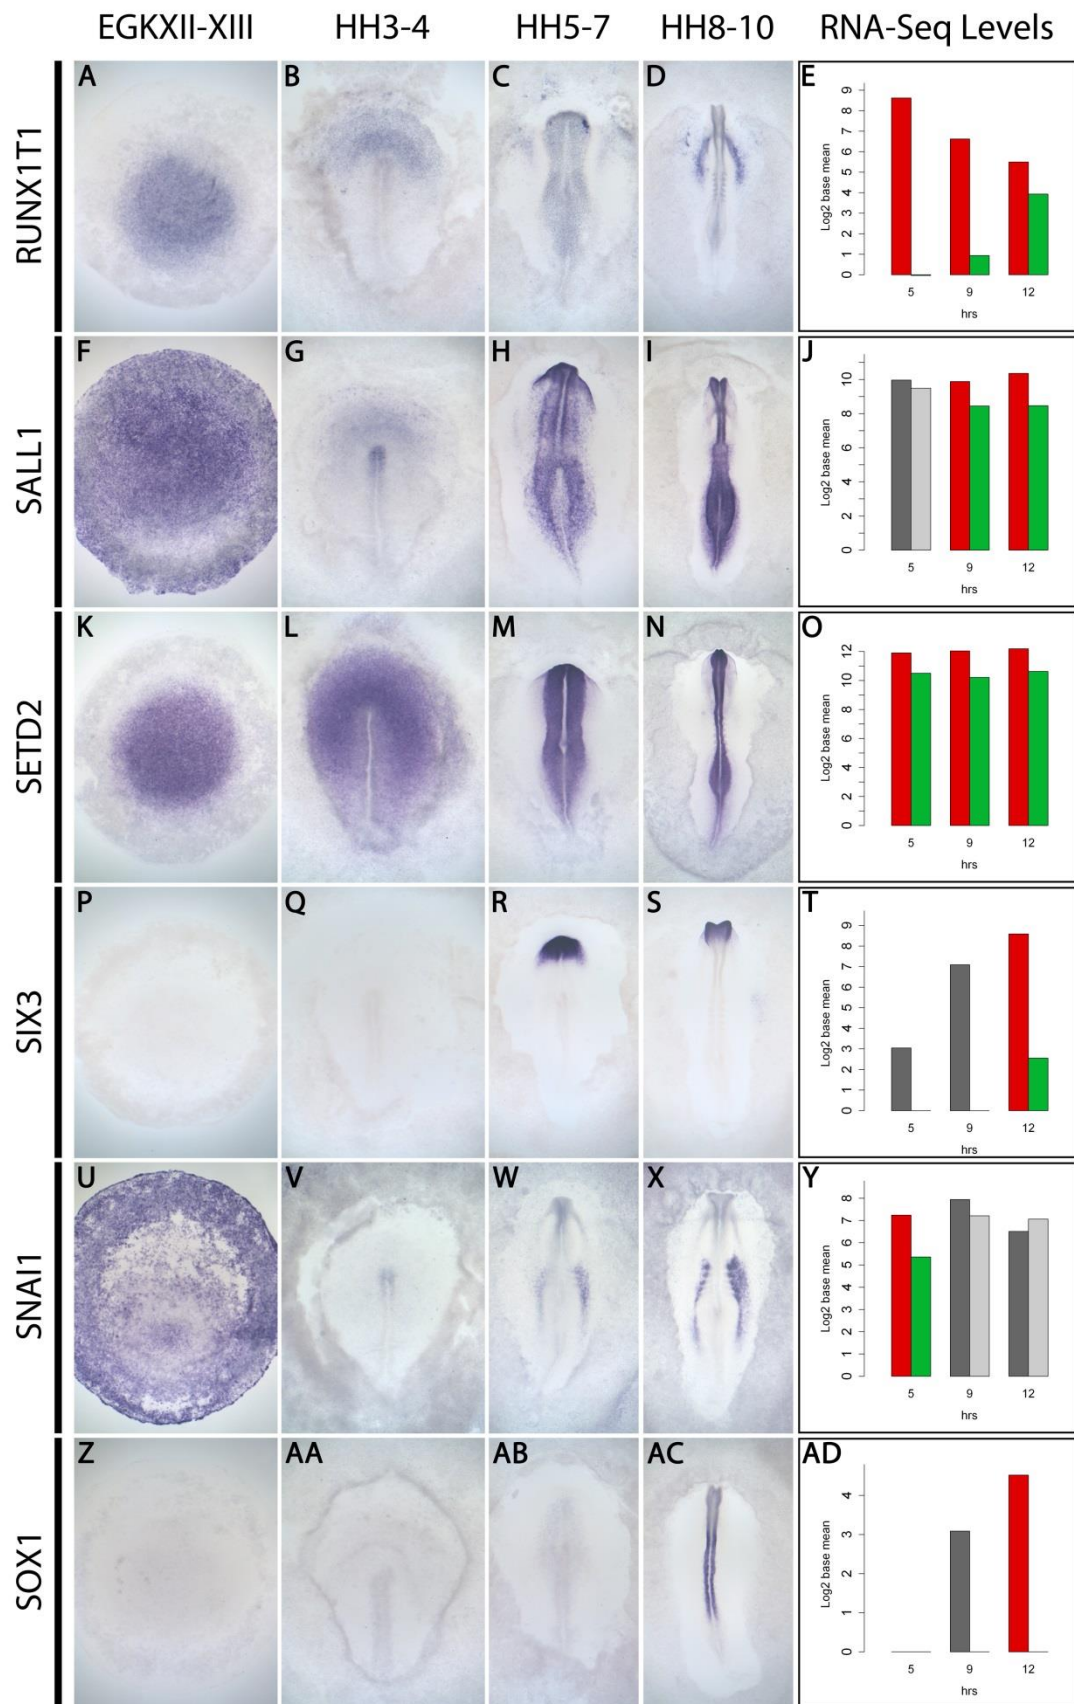 EGKXII-XIII HH3-4 HH5-7 HH8-10 RNA-Seq Levels
RUNX1T1
A B C D E
Log2 base mean
9
8
7
6
5
4
3
2
1
0
5 9 12
hrs
SALL1
F G H I J
Log2 base mean
10
8
6
4
2
0
5 9 12
hrs
SETD2
K L M N O
Log2 base mean
12
10
8
6
4
2
0
5 9 12
hrs
SIX3
P Q R S T
Log2 base mean
9
8
7
6
5
4
3
2
1
0
5 9 12
hrs
SNAI1
U V W X Y
Log2 base mean
8
7
6
5
4
3
2
1
0
5 9 12
hrs
SOX1
Z AA AB AC AD
Log2 base mean
4
3
2
1
0
5 9 12
hrs